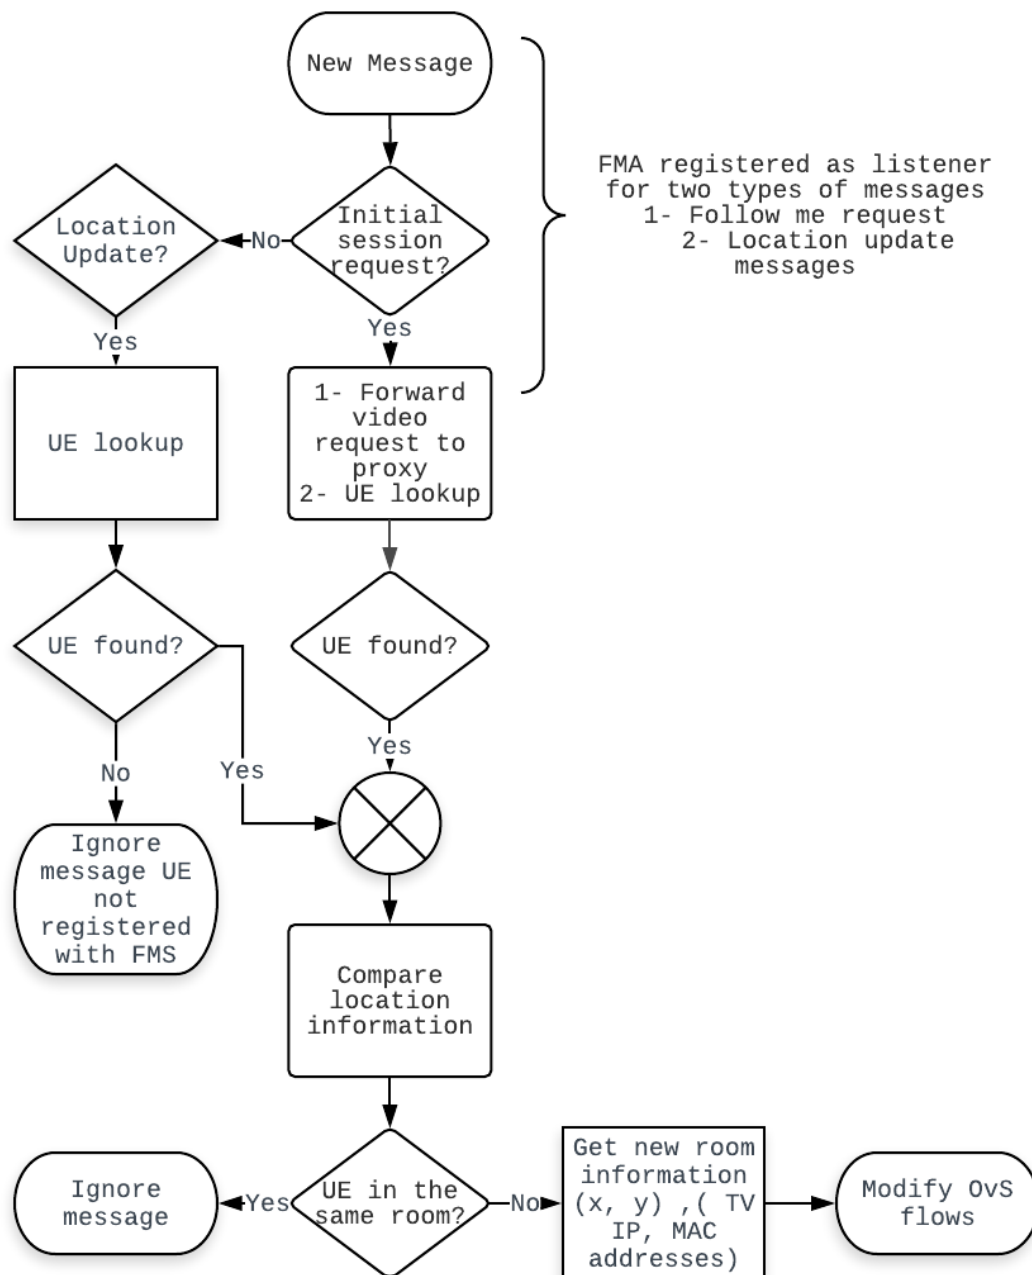 New Message
FMA registered as listener
for two types of messages
1- Follow me request
2- Location update
messages
Initial
session
request?
No
Location
Update?
Yes
Yes
UE lookup
1- Forward
video
request to
proxy
2- UE lookup
UE found?
UE found?
Yes
No
Yes
Ignore
message UE
not
registered
with FMS
Compare
location
information
UE in the
same room?
Yes
Ignore
message
No
Get new room
information
(x, y) ,( TV
IP, MAC
addresses)
Modify OvS
flows